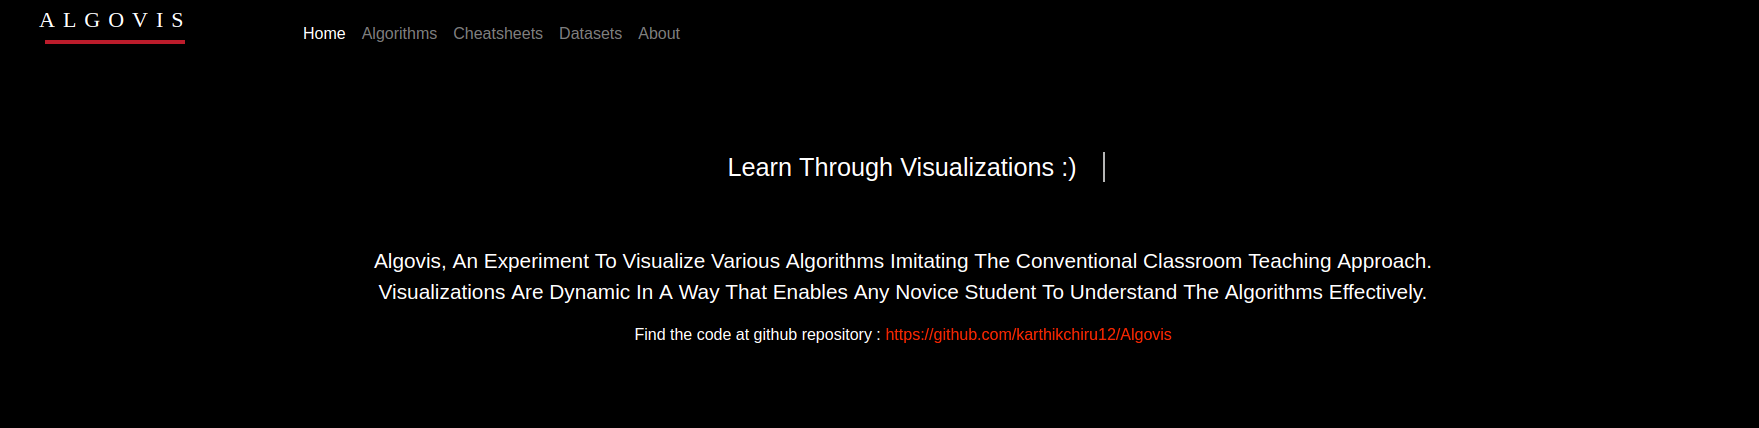 ALGOVIS
Home Algorithms Cheatsheets Datasets About
Learn Through Visualizations :)
Algovis, An Experiment To Visualize Various Algorithms Imitating The Conventional Classroom Teaching Approach.
Visualizations Are Dynamic In A Way That Enables Any Novice Student To Understand The Algorithms Effectively.
Find the code at github repository : https://github.com/karthikchiru12/Algovis